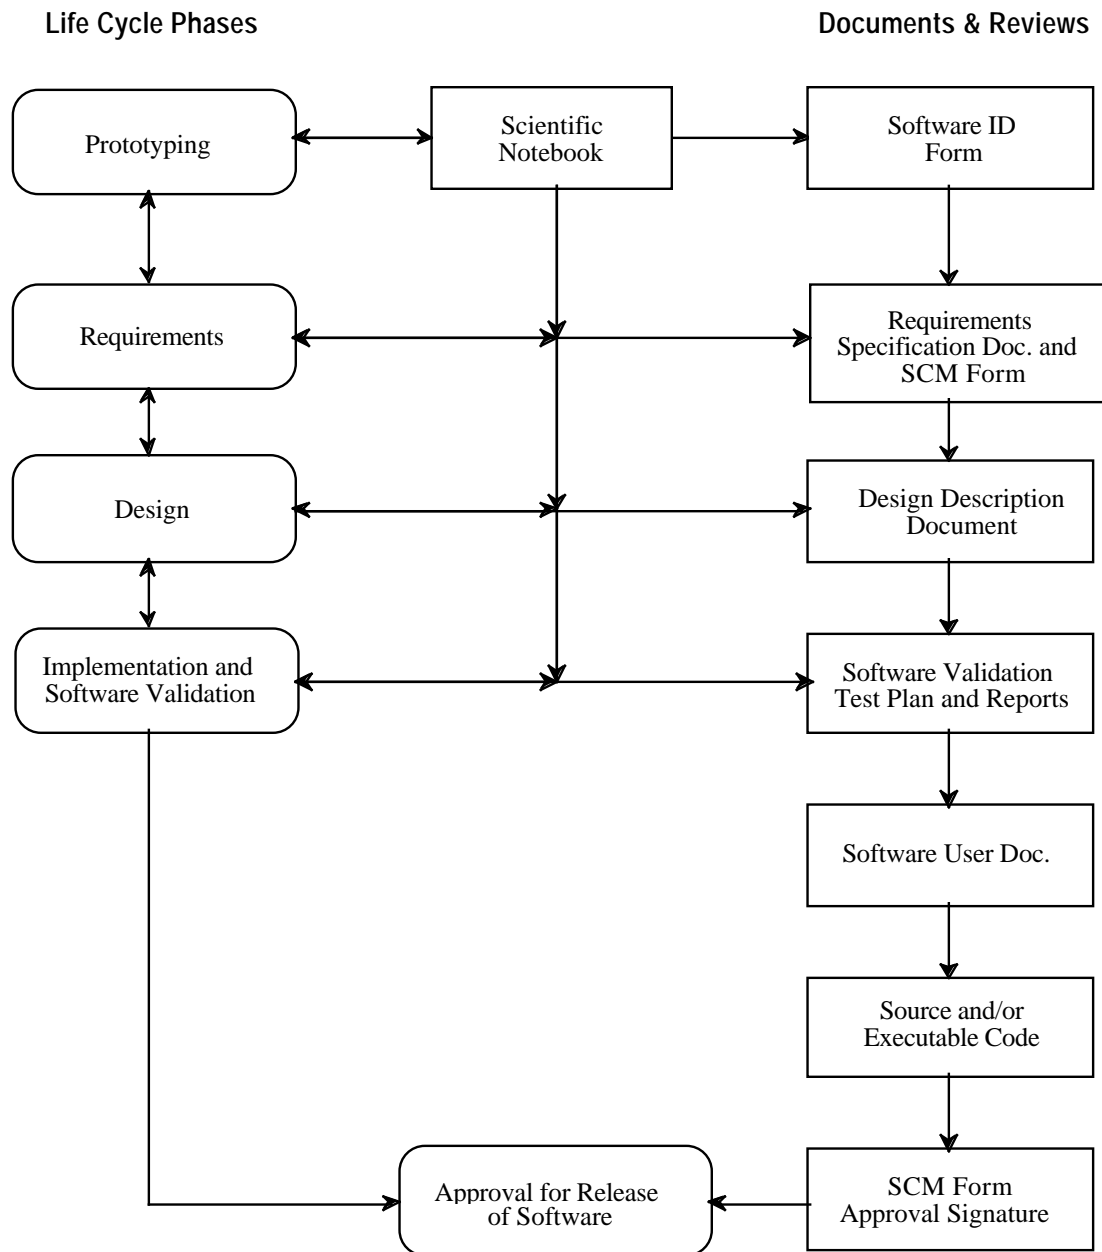 Life Cycle Phases
Documents & Reviews
Prototyping
Scientific
Notebook
Software ID
Form
Requirements
Requirements
Specification Doc. and
SCM Form
Design
Design Description
Document
Implementation and
Software Validation
Software Validation
Test Plan and Reports
Software User Doc.
Source and/or
Executable Code
Approval for Release
of Software
SCM Form
Approval Signature